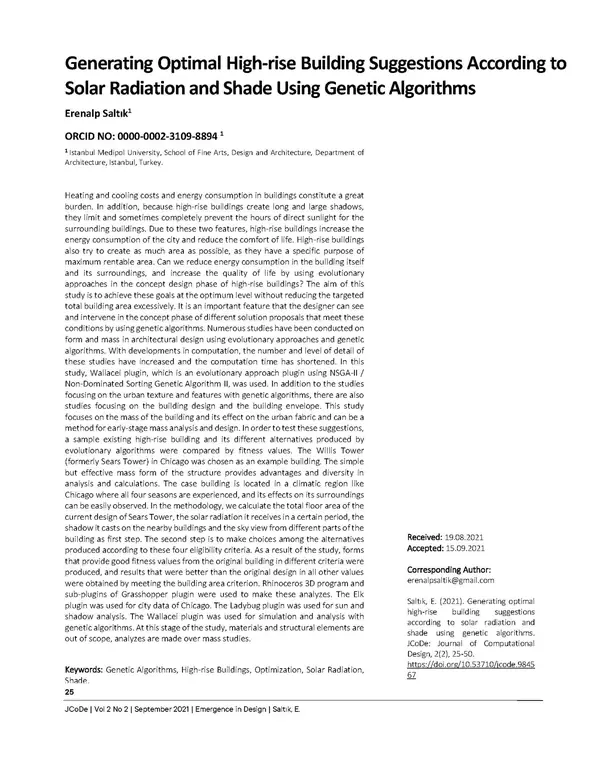 Generating Optimal High-rise Building Suggestions According to
Solar Radiation and Shade Using Genetic Algorithms
Erenalp Saltık¹
ORCID NO: 0000-0002-3109-8894 ¹
¹ Istanbul Medipol University, School of Fine Arts, Design and Architecture, Department of
Architecture, Istanbul, Turkey.
Heating and cooling costs and energy consumption in buildings constitute a great
burden. In addition, because high-rise buildings create long and large shadows,
they limit and sometimes completely prevent the hours of direct sunlight for the
surrounding buildings. Due to these two features, high-rise buildings increase the
energy consumption of the city and reduce the comfort of life. High-rise buildings
also try to create as much area as possible, as they have a specific purpose of
maximum rentable area. Can we reduce energy consumption in the building itself
and its surroundings, and increase the quality of life by using evolutionary
approaches in the concept design phase of high-rise buildings? The aim of this
study is to achieve these goals at the optimum level without reducing the targeted
total building area excessively. It is an important feature that the designer can see
and intervene in the concept phase of different solution proposals that meet these
conditions by using genetic algorithms. Numerous studies have been conducted on
form and mass in architectural design using evolutionary approaches and genetic
algorithms. With developments in computation, the number and level of detail of
these studies have increased and the computation time has shortened. In this
study, Wallacei plugin, which is an evolutionary approach plugin using NSGA-II /
Non-Dominated Sorting Genetic Algorithm II, was used. In addition to the studies
focusing on the urban texture and features with genetic algorithms, there are also
studies focusing on the building design and the building envelope. This study
focuses on the mass of the building and its effect on the urban fabric and can be a
method for early-stage mass analysis and design. In order to test these suggestions,
a sample existing high-rise building and its different alternatives produced by
evolutionary algorithms were compared by fitness values. The Willis Tower
(formerly Sears Tower) in Chicago was chosen as an example building. The simple
but effective mass form of the structure provides advantages and diversity in
analysis and calculations. The case building is located in a climatic region like
Chicago where all four seasons are experienced, and its effects on its surroundings
can be easily observed. In the methodology, we calculate the total floor area of the
current design of Sears Tower, the solar radiation it receives in a certain period, the
shadow it casts on the nearby buildings and the sky view from different parts of the
building as first step. The second step is to make choices among the alternatives
produced according to these four eligibility criteria. As a result of the study, forms
that provide good fitness values from the original building in different criteria were
produced, and results that were better than the original design in all other values
were obtained by meeting the building area criterion. Rhinoceros 3D program and
sub-plugins of Grasshopper plugin were used to make these analyzes. The Elk
plugin was used for city data of Chicago. The Ladybug plugin was used for sun and
shadow analysis. The Wallacei plugin was used for simulation and analysis with
genetic algorithms. At this stage of the study, materials and structural elements are
out of scope, analyzes are made over mass studies.
Keywords: Genetic Algorithms, High-rise Buildings, Optimization, Solar Radiation,
Shade.
Received: 19.08.2021
Accepted: 15.09.2021
Corresponding Author:
erenalpsaltik@gmail.com
Saltık, E. (2021). Generating optimal
high-rise building suggestions
according to solar radiation and
shade using genetic algorithms.
JCoDe: Journal of Computational
Design, 2(2), 25-50.
https://doi.org/10.53710/jcode.9845
67
25
JCoDe | Vol 2 No 2 | September 2021 | Emergence in Design | Saltık, E.